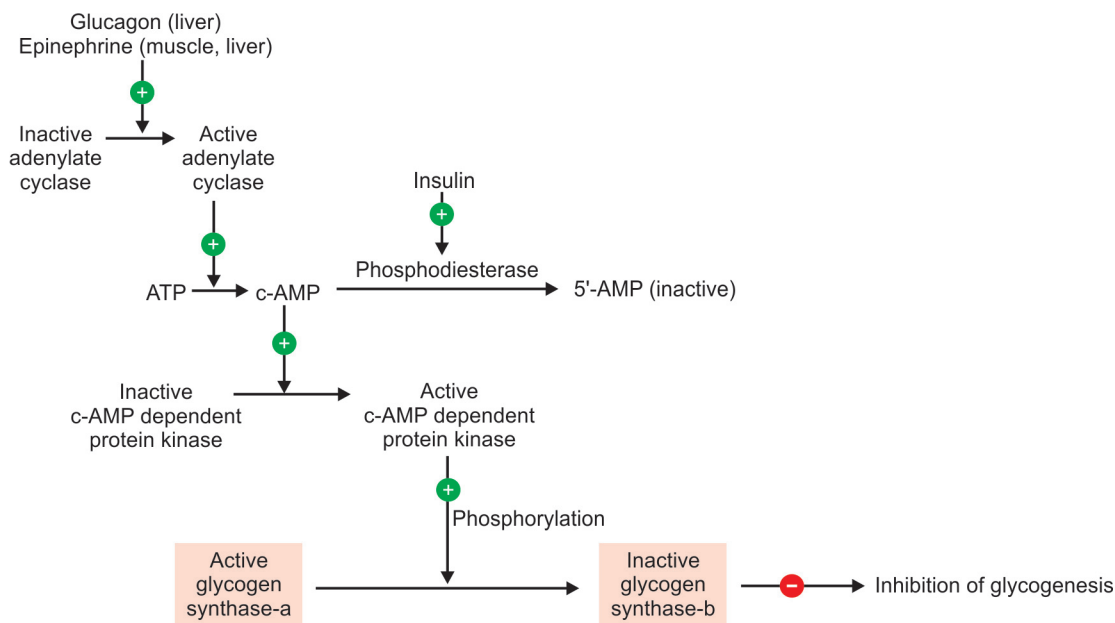 Glucagon (liver)
Epinephrine (muscle, liver)
+
Inactive
adenylate
cyclase
Active
adenylate
cyclase
Insulin
+
+
Phosphodiesterase
ATP
c-AMP
5'-AMP (inactive)
+
Inactive
c-AMP dependent
protein kinase
Active
c-AMP dependent
protein kinase
+
Phosphorylation
Active
glycogen
synthase-a
Inactive
glycogen
synthase-b
−
Inhibition of glycogenesis